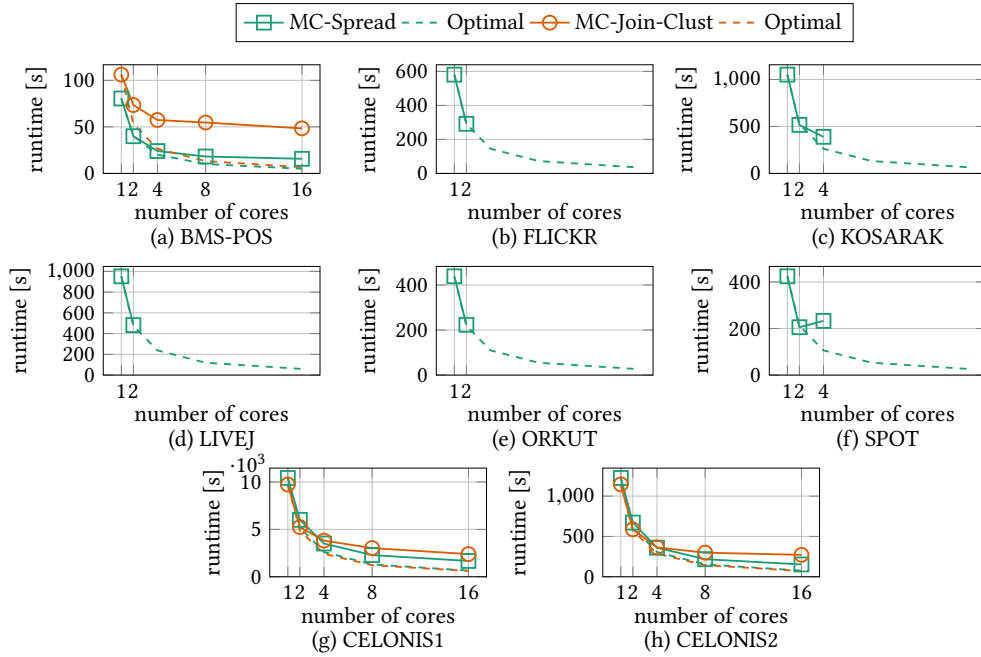 MC-Spread Optimal MC-Join-Clust Optimal
100
50
0
runtime [s]
1 2 4 8 16
number of cores
(a) BMS-POS
600
400
200
0
runtime [s]
1 2
number of cores
(b) FLICKR
1,000
500
0
runtime [s]
1 2 4
number of cores
(c) KOSARAK
1,000
800
600
400
200
0
runtime [s]
1 2
number of cores
(d) LIVEJ
400
200
0
runtime [s]
1 2
number of cores
(e) ORKUT
400
200
0
runtime [s]
1 2 4
number of cores
(f) SPOT
·10³
10
5
0
runtime [s]
1 2 4 8 16
number of cores
(g) CELONIS1
1,000
500
0
runtime [s]
1 2 4 8 16
number of cores
(h) CELONIS2